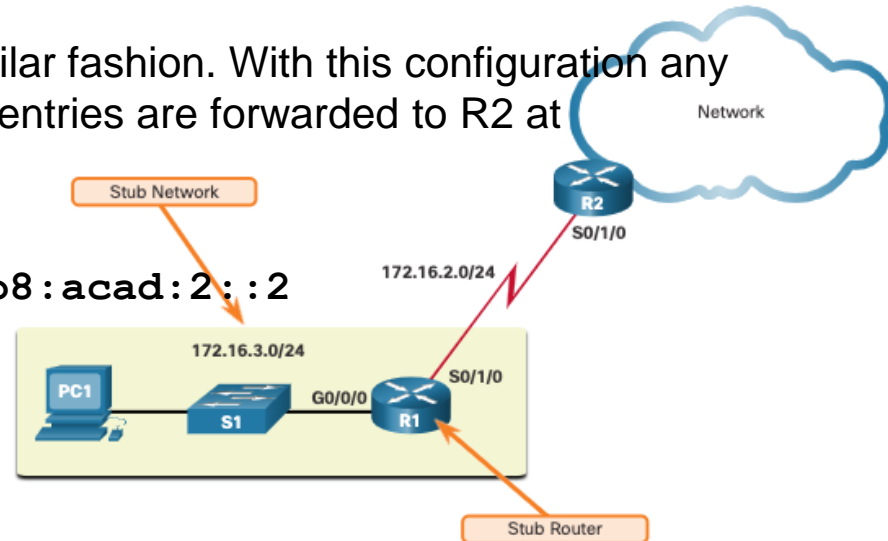 ilar fashion. With this configuration any
entries are forwarded to R2 at
Network
Stub Network
R2
S0/1/0
172.16.2.0/24
8:acad:2::2
172.16.3.0/24
PC1
S0/1/0
G0/0/0
S1
R1
Stub Router